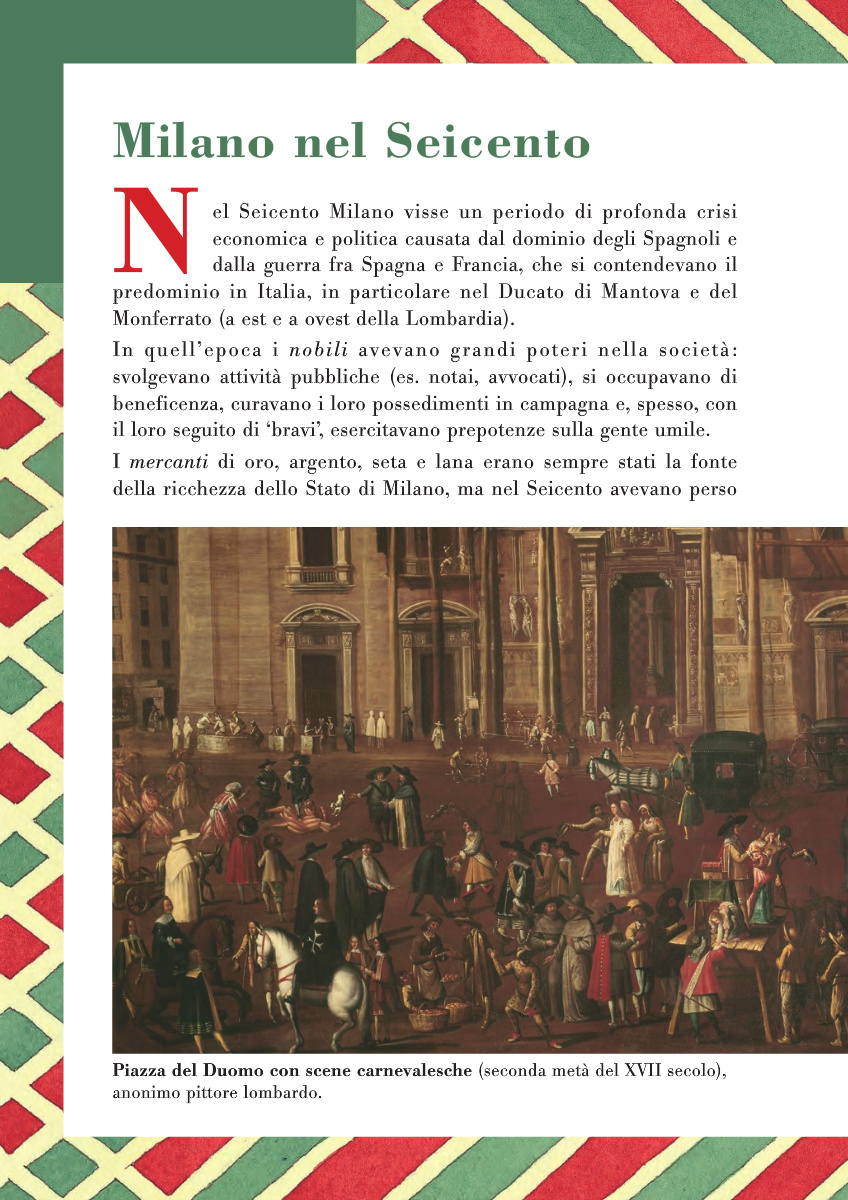 Milano nel Seicento
Nel Seicento Milano visse un periodo di profonda crisi
economica e politica causata dal dominio degli Spagnoli e
dalla guerra fra Spagna e Francia, che si contendevano il
predominio in Italia, in particolare nel Ducato di Mantova e del
Monferrato (a est e a ovest della Lombardia).
In quell’epoca i nobili avevano grandi poteri nella società:
svolgevano attività pubbliche (es. notai, avvocati), si occupavano di
beneficenza, curavano i loro possedimenti in campagna e, spesso, con
il loro seguito di ‘bravi’, esercitavano prepotenze sulla gente umile.
I mercanti di oro, argento, seta e lana erano sempre stati la fonte
della ricchezza dello Stato di Milano, ma nel Seicento avevano perso
Piazza del Duomo con scene carnevalesche (seconda metà del XVII secolo),
anonimo pittore lombardo.